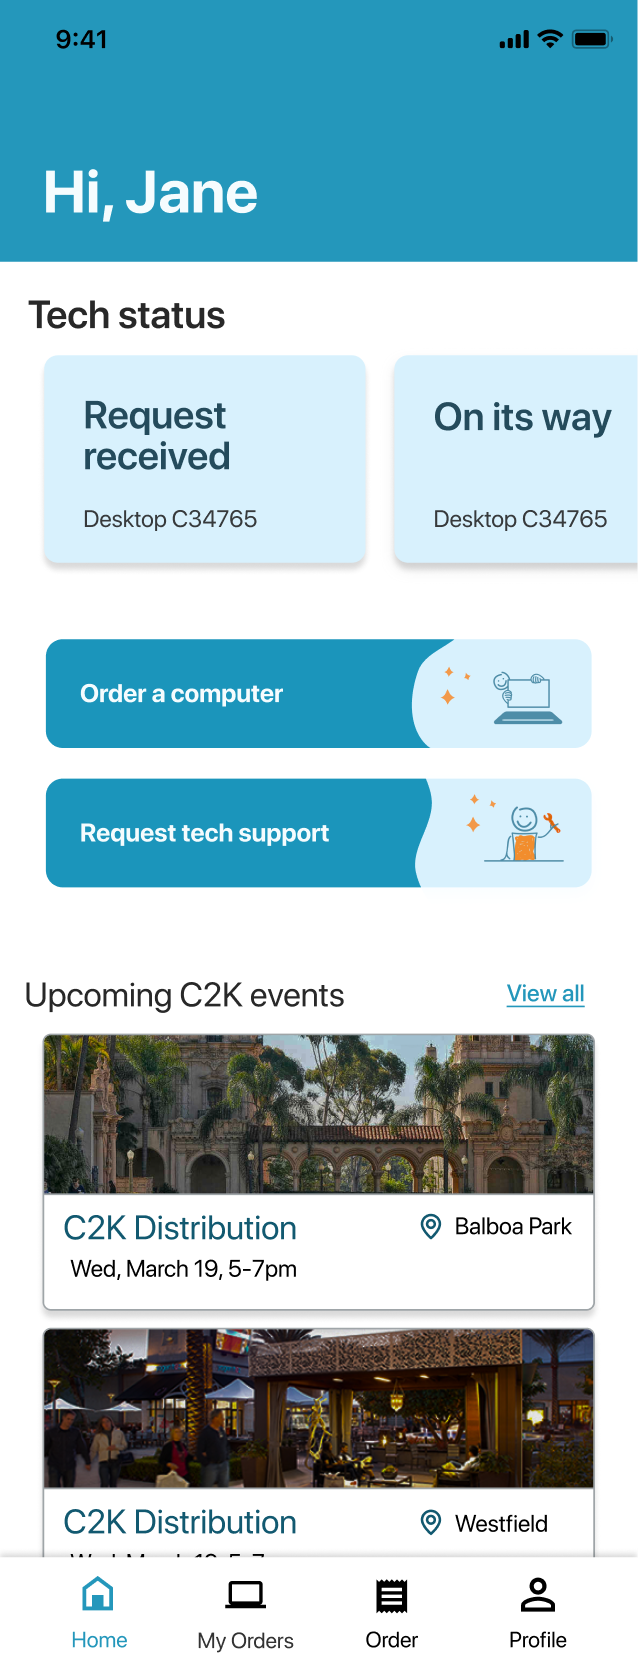 9:41
Hi, Jane
Tech status
Request
received
Desktop C34765
On its way
Desktop C34765
Order a computer
Request tech support
Upcoming C2K events
View all
C2K Distribution
Balboa Park
Wed, March 19, 5-7pm
C2K Distribution
Westfield
Home
My Orders
Order
Profile